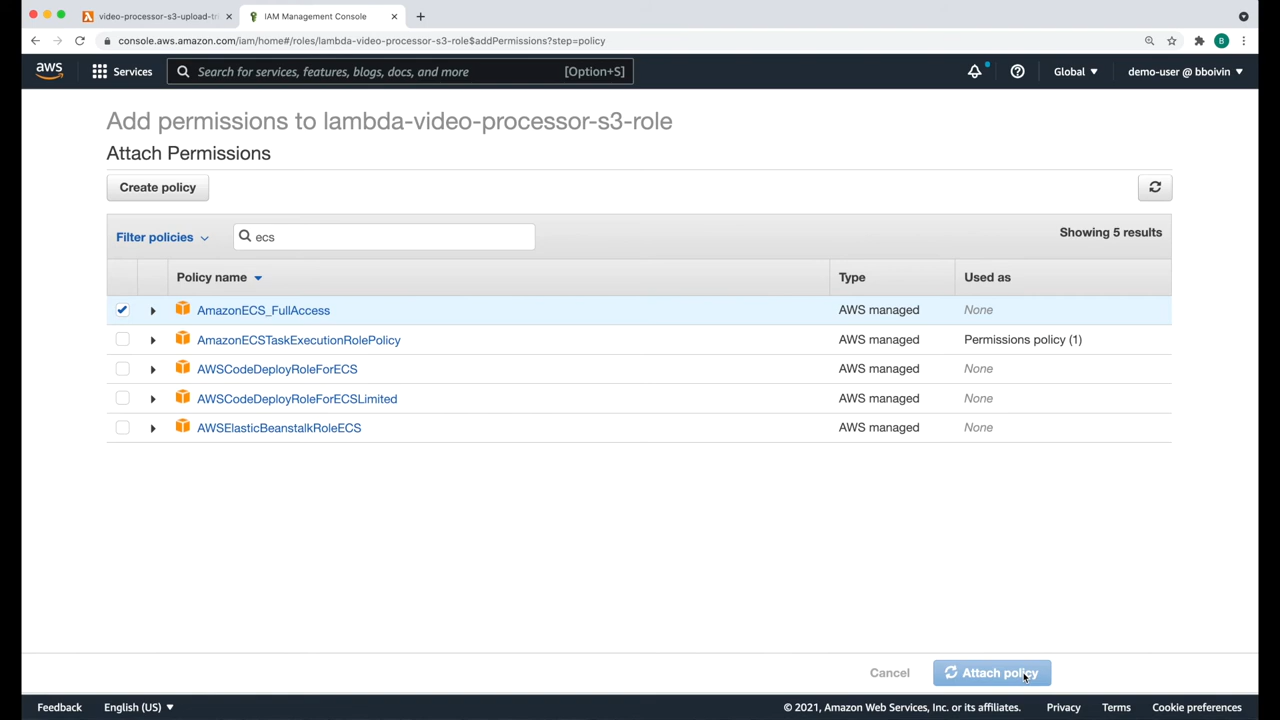 video-processor-s3-upload-tri
IAM Management Console
console.aws.amazon.com/iam/home#/roles/lambda-video-processor-s3-role$addPermissions?step=policy
B
aws
Services
Search for services, features, blogs, docs, and more
[Option+S]
Global
demo-user @ bboivin
Add permissions to lambda-video-processor-s3-role
Attach Permissions
Create policy
Filter policies
ecs
Showing 5 results
Policy name Type Used as
AmazonECS_FullAccess AWS managed None
AmazonECSTaskExecutionRolePolicy AWS managed Permissions policy (1)
AWSCodeDeployRoleForECS AWS managed None
AWSCodeDeployRoleForECSLimited AWS managed None
AWSElasticBeanstalkRoleECS AWS managed None
Cancel
Attach policy
Feedback English (US) © 2021, Amazon Web Services, Inc. or its affiliates. Privacy Terms Cookie preferences